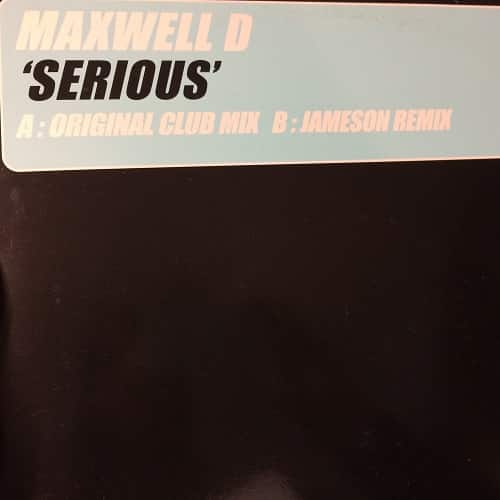 MAXWELL D
‘SERIOUS’
A : ORIGINAL CLUB MIX B : JAMESON REMIX